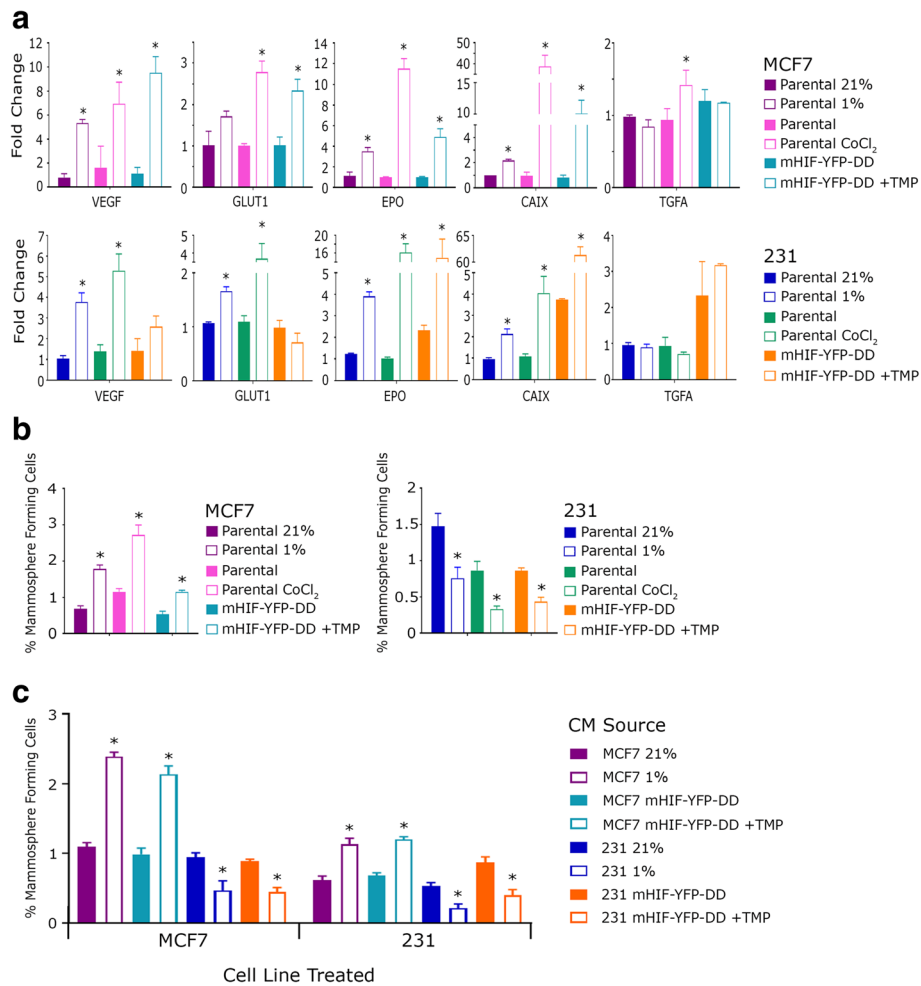 a
Fold Change
12
10
8
6
4
2
0
*
*
*
VEGF
4
3
2
1
0
*
*
GLUT1
14
12
10
8
6
4
2
0
*
*
*
EPO
50
40
30
15
10
5
4
2
0
*
*
*
CAIX
2
1
0
*
TGFA
MCF7
Parental 21%
Parental 1%
Parental
Parental CoCl2
mHIF-YFP-DD
mHIF-YFP-DD +TMP
Fold Change
7
6
5
4
3
2
1
0
*
*
VEGF
5
4
3
2
2
1
0
*
*
GLUT1
20
16
12
5
4
3
2
1
0
*
*
*
EPO
65
60
5
4
3
2
1
0
*
*
*
CAIX
4
3
2
1
0
TGFA
231
Parental 21%
Parental 1%
Parental
Parental CoCl2
mHIF-YFP-DD
mHIF-YFP-DD +TMP
b
% Mammosphere Forming Cells
4
3
2
1
0
*
*
*
MCF7
Parental 21%
Parental 1%
Parental
Parental CoCl2
mHIF-YFP-DD
mHIF-YFP-DD +TMP
% Mammosphere Forming Cells
2
1.5
1
0.5
0
*
*
*
231
Parental 21%
Parental 1%
Parental
Parental CoCl2
mHIF-YFP-DD
mHIF-YFP-DD +TMP
c
% Mammosphere Forming Cells
3
2
1
0
*
*
*
*
*
*
*
*
MCF7
231
Cell Line Treated
CM Source
MCF7 21%
MCF7 1%
MCF7 mHIF-YFP-DD
MCF7 mHIF-YFP-DD +TMP
231 21%
231 1%
231 mHIF-YFP-DD
231 mHIF-YFP-DD +TMP